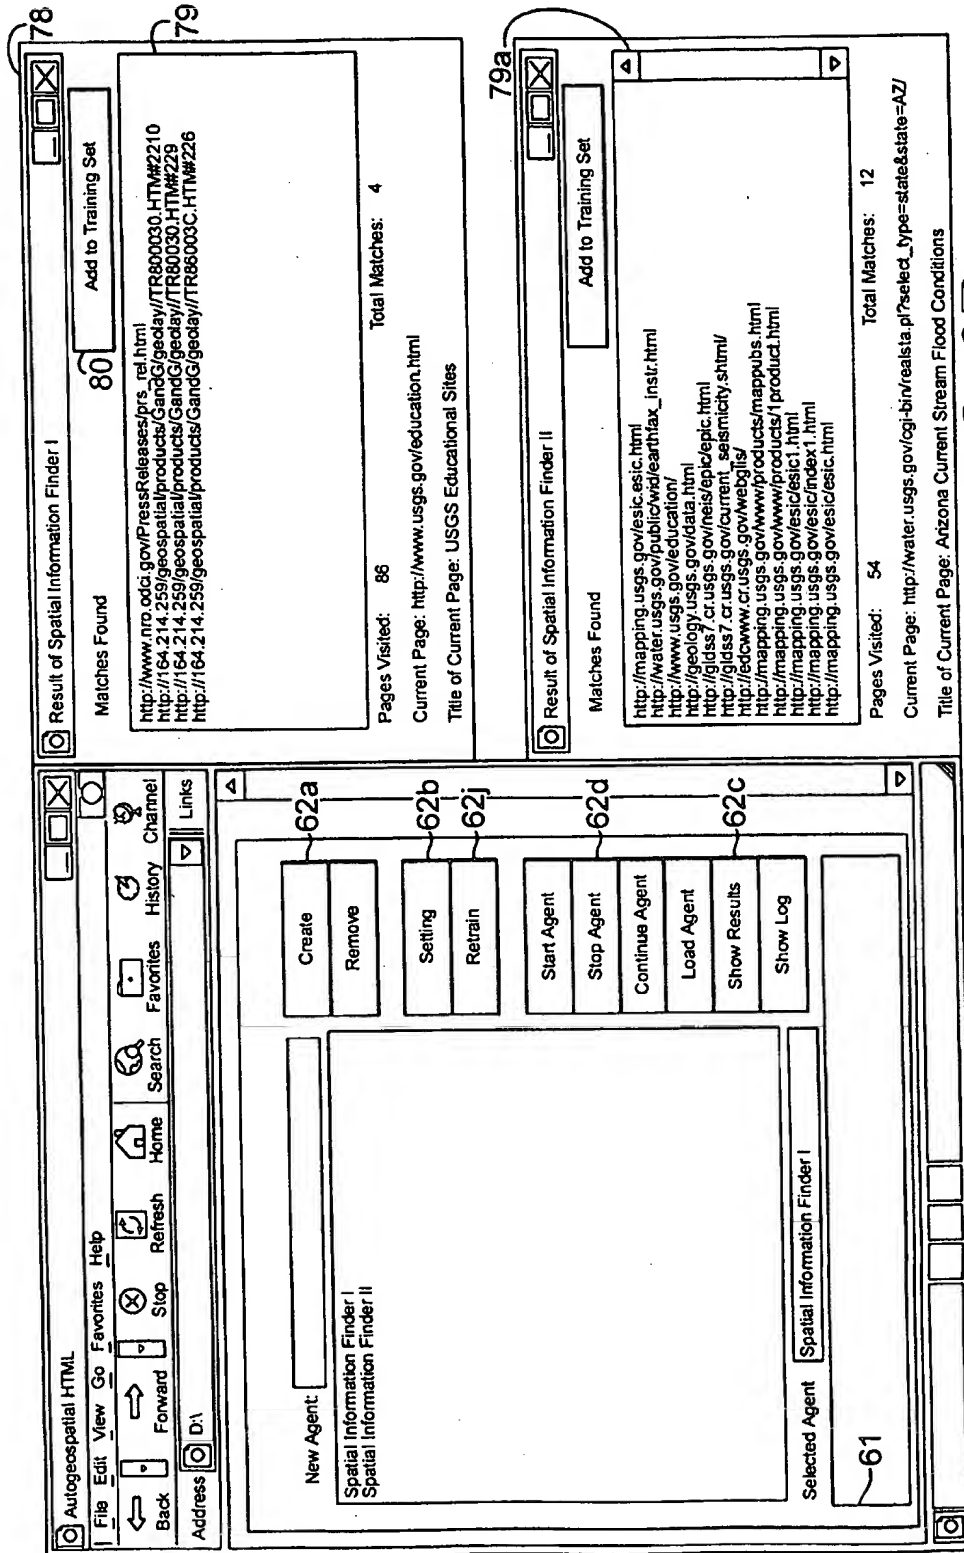 Autogeospatial HTML
File Edit View Go Favorites Help
Back Forward Stop Refresh Home Search Favorites History Channel
Address D:\ Links
New Agent:
Spatial Information Finder I
Spatial Information Finder II
Selected Agent Spatial Information Finder I
Create
Remove
Setting
Retrain
Start Agent
Stop Agent
Continue Agent
Load Agent
Show Results
Show Log
62a
62b
62j
62d
62c
61
78
Result of Spatial Information Finder I
Matches Found
80
Add to Training Set
79
http://www.nro.odci.gov/PressReleases/prs_rel.html
http://164.214.259/geospatial/products/GandG/geolay//TR800030.HTM#2210
http://164.214.259/geospatial/products/GandG/geolay//TR80030.HTM#229
http://164.214.259/geospatial/products/GandG/geolay//TR86003C.HTM#226
Pages Visited: 86 Total Matches: 4
Current Page: http://www.usgs.gov/education.html
Title of Current Page: USGS Educational Sites
79a
Result of Spatial Information Finder II
Matches Found
Add to Training Set
http://mapping.usgs.gov/esic.esic.html
http://water.usgs.gov/public/wid/earthfax_instr.html
http://www.usgs.gov/education/
http://geology.usgs.gov/data.html
http://gldss7.cr.usgs.gov/neis/epic/epic.html
http://gldss7.cr.usgs.gov/current_seismicity.shtml/
http://edcwww.cr.usgs.gov/webglis/
http://mapping.usgs.gov/www/products/mappubs.html
http://mapping.usgs.gov/www/products/1product.html
http://mapping.usgs.gov/esic/esic1.html
http://mapping.usgs.gov/esic/index1.html
http://mapping.usgs.gov/esic/esic.html
Pages Visited: 54 Total Matches: 12
Current Page: http://water.usgs.gov/cgi-bin/realsta.pl?select_type=state&state=AZ/
Title of Current Page: Arizona Current Stream Flood Conditions